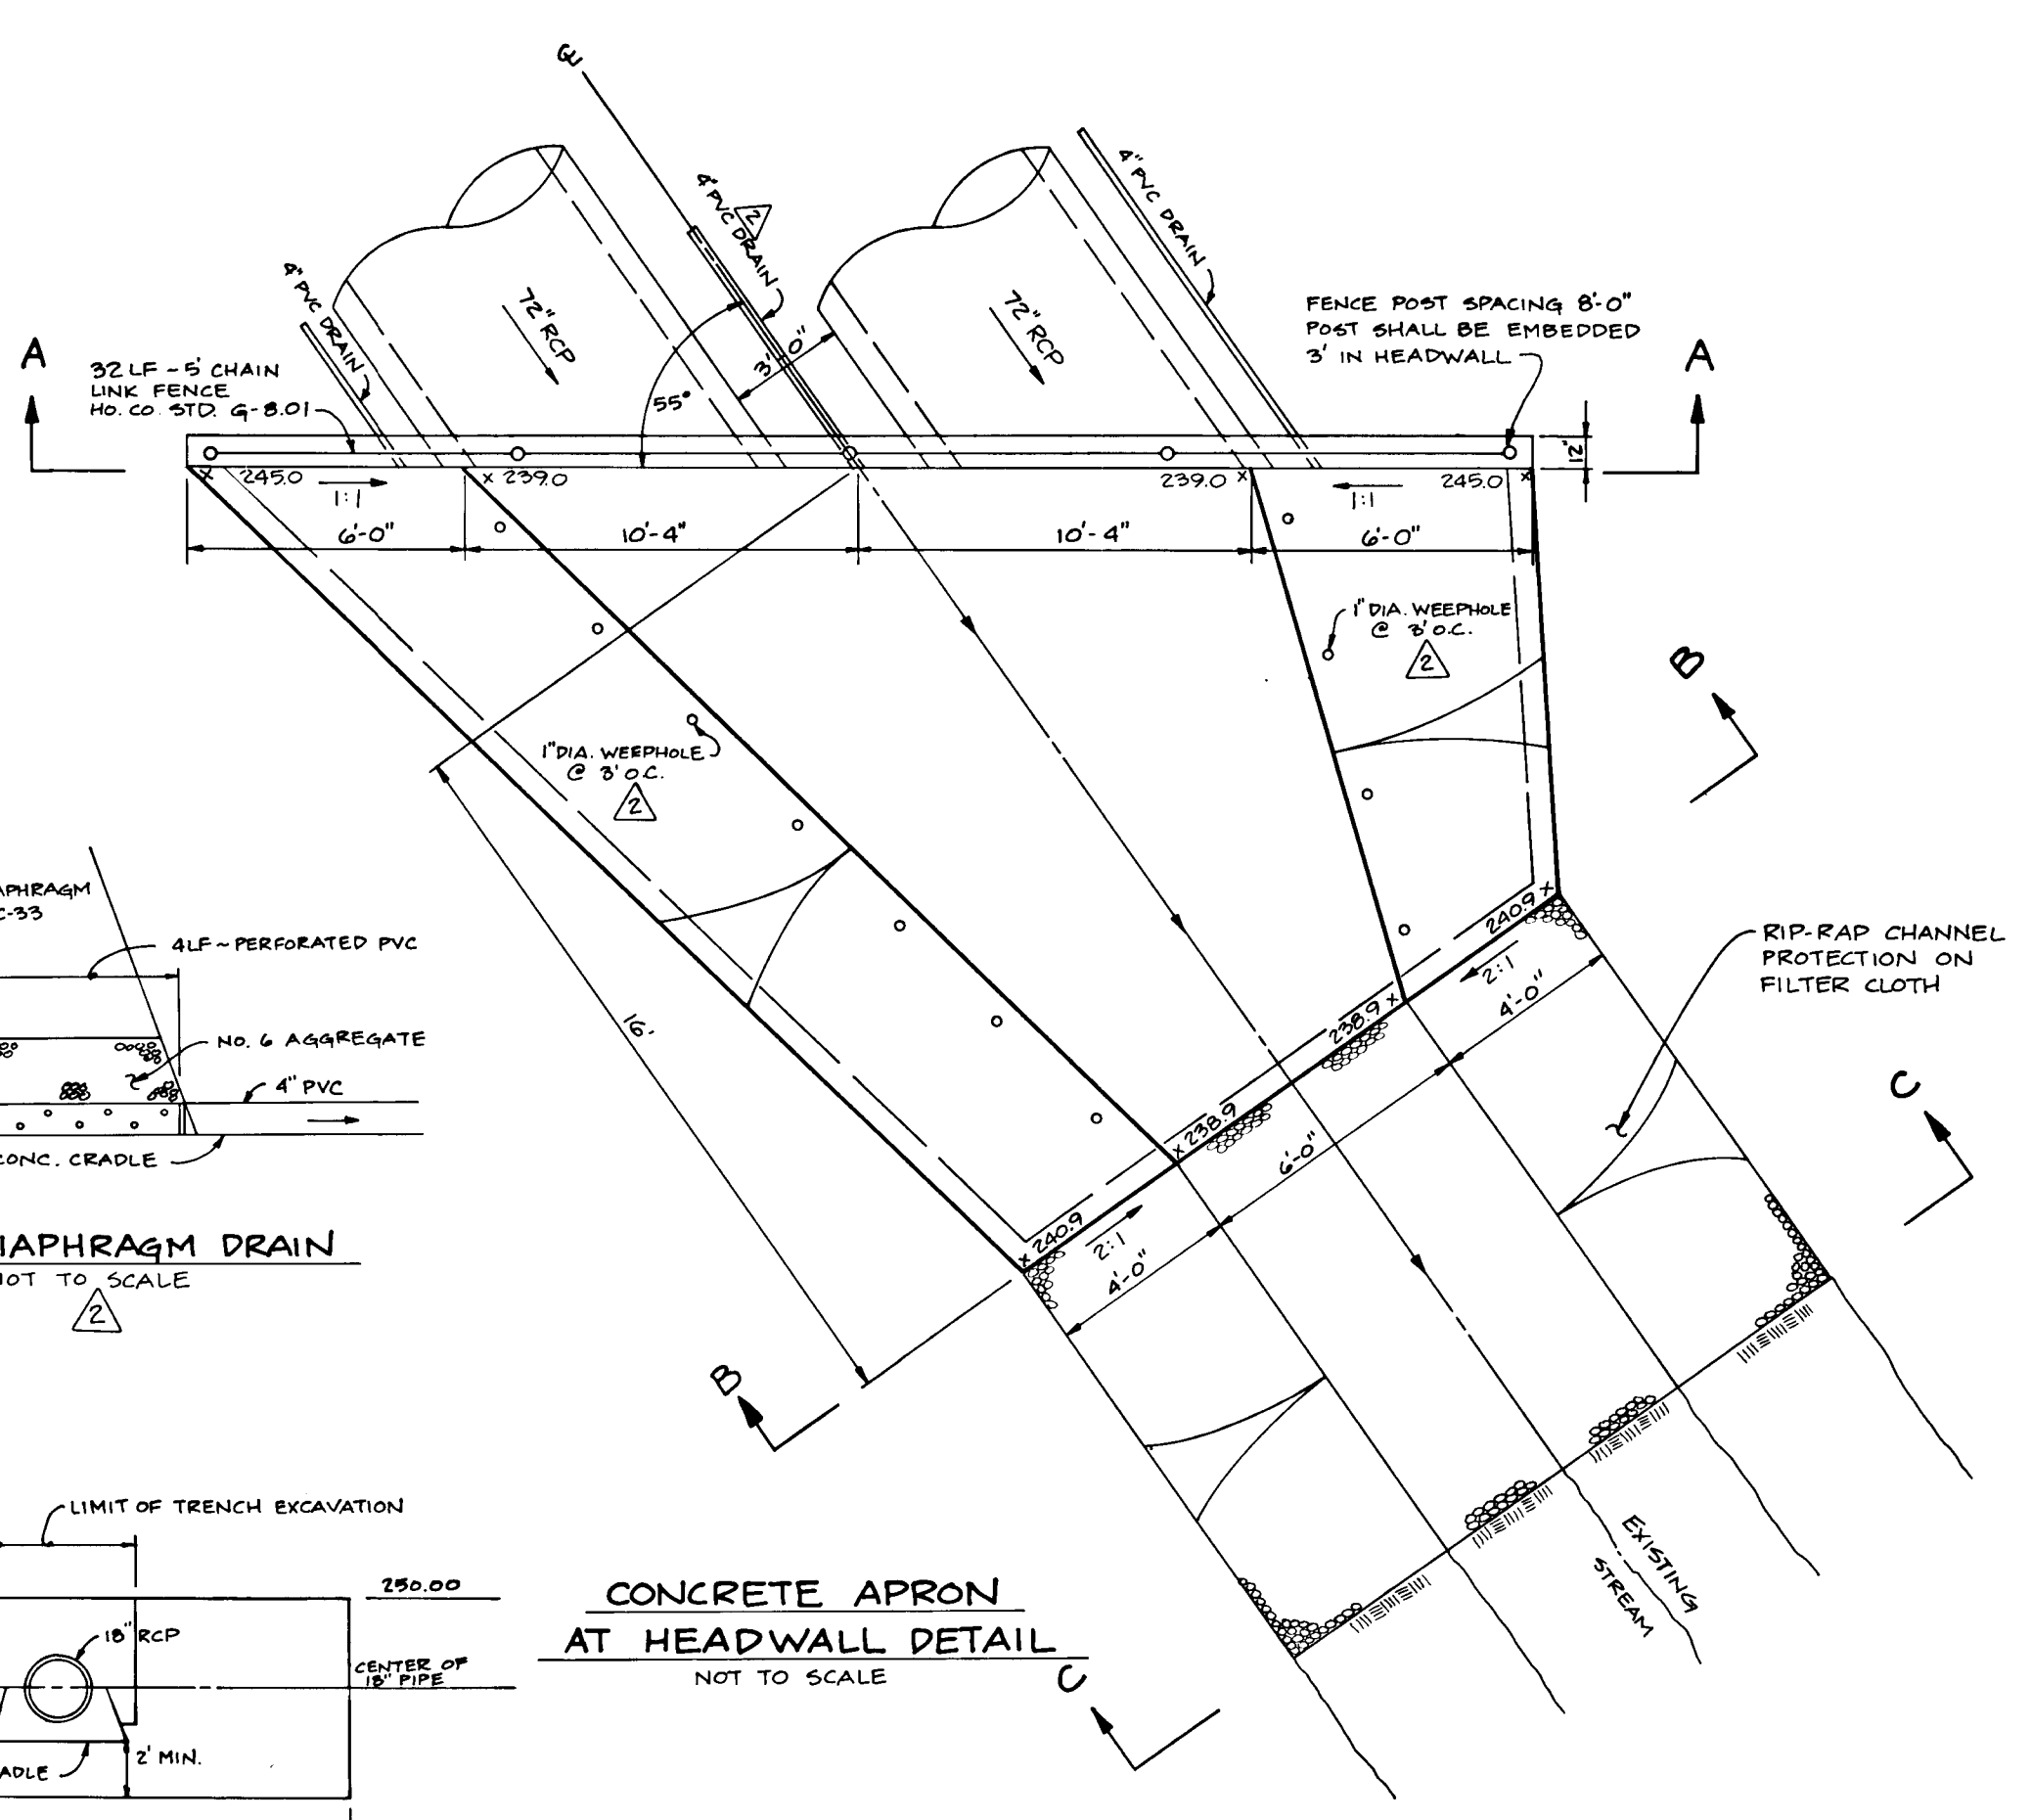 ℄
4" PVC DRAIN
2
4" PVC DRAIN
4" PVC DRAIN
72" RCP
72" RCP
3'-0"
55°
FENCE POST SPACING 8'-0"
POST SHALL BE EMBEDDED
3' IN HEADWALL
A
A
32 LF ~ 5' CHAIN
LINK FENCE
HO. CO. STD. G-8.01
12"
245.0
1:1
239.0
239.0
1:1
245.0
6'-0"
10'-4"
10'-4"
6'-0"
1" DIA. WEEPHOLE
@ 3' O.C.
2
B
1" DIA. WEEPHOLE
@ 3' O.C.
2
16'
240.9
2:1
4'-0"
238.9
238.9
6'-0"
240.9
2:1
4'-0"
RIP-RAP CHANNEL
PROTECTION ON
FILTER CLOTH
C
B
EXISTING
STREAM
C
APHRAGM
C-33
4LF ~ PERFORATED PVC
NO. 6 AGGREGATE
4" PVC
CONC. CRADLE
IAPHRAGM DRAIN
NOT TO SCALE
2
LIMIT OF TRENCH EXCAVATION
250.00
18" RCP
CENTER OF
18" PIPE
ADLE
2' MIN.
CONCRETE APRON
AT HEADWALL DETAIL
NOT TO SCALE